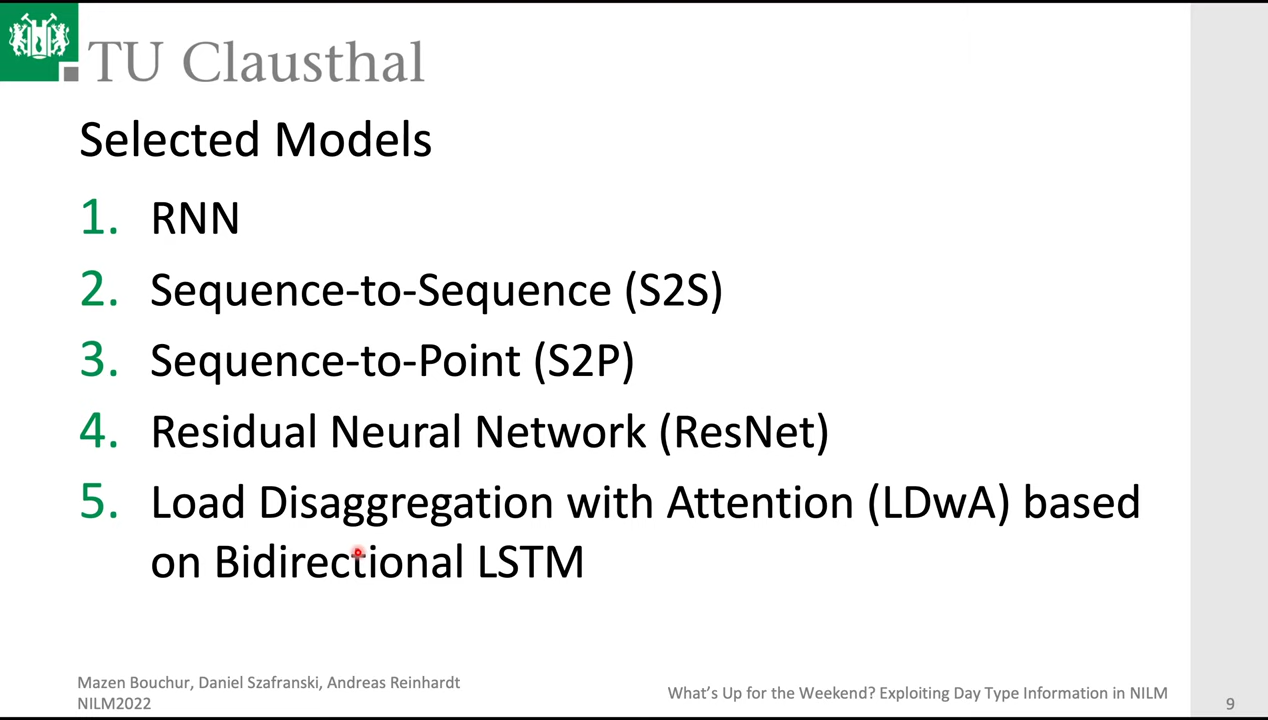 TU Clausthal
Selected Models
1. RNN
2. Sequence-to-Sequence (S2S)
3. Sequence-to-Point (S2P)
4. Residual Neural Network (ResNet)
5. Load Disaggregation with Attention (LDwA) based
on Bidirectional LSTM
Mazen Bouchur, Daniel Szafranski, Andreas Reinhardt
NILM2022
What's Up for the Weekend? Exploiting Day Type Information in NILM
9